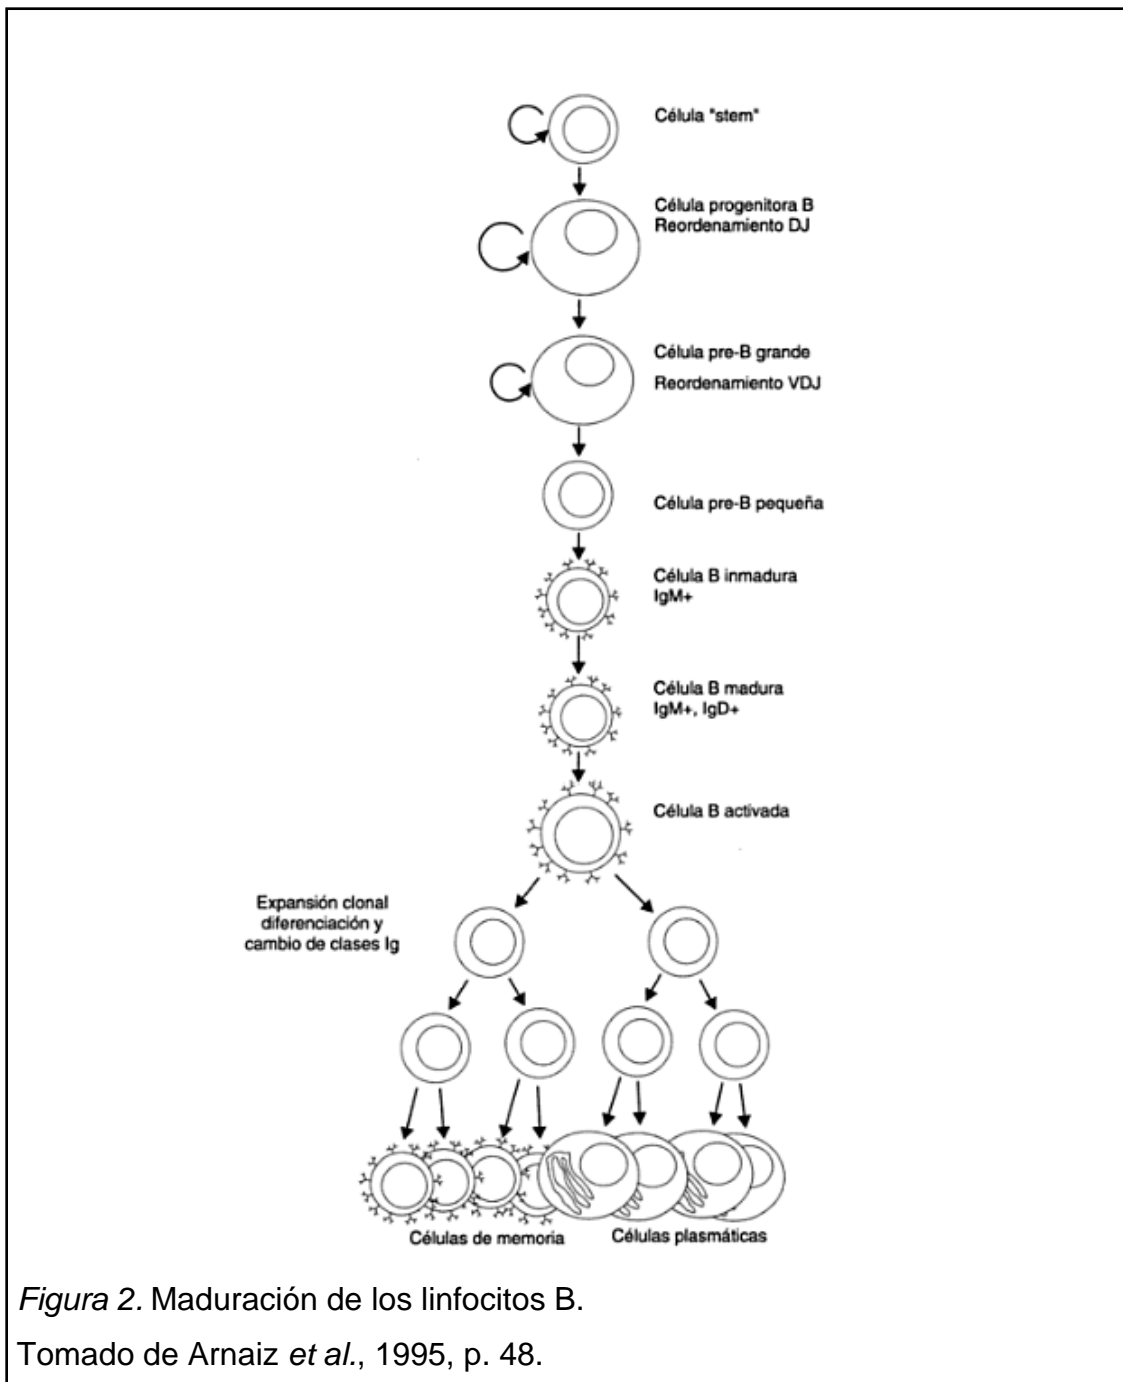 Célula "stem"
Célula progenitora B
Reordenamiento DJ
Célula pre-B grande
Reordenamiento VDJ
Célula pre-B pequeña
Célula B inmadura
IgM+
Célula B madura
IgM+, IgD+
Célula B activada
Expansión clonal
diferenciación y
cambio de clases Ig
Células de memoria
Células plasmáticas
Figura 2. Maduración de los linfocitos B.
Tomado de Arnaiz et al., 1995, p. 48.